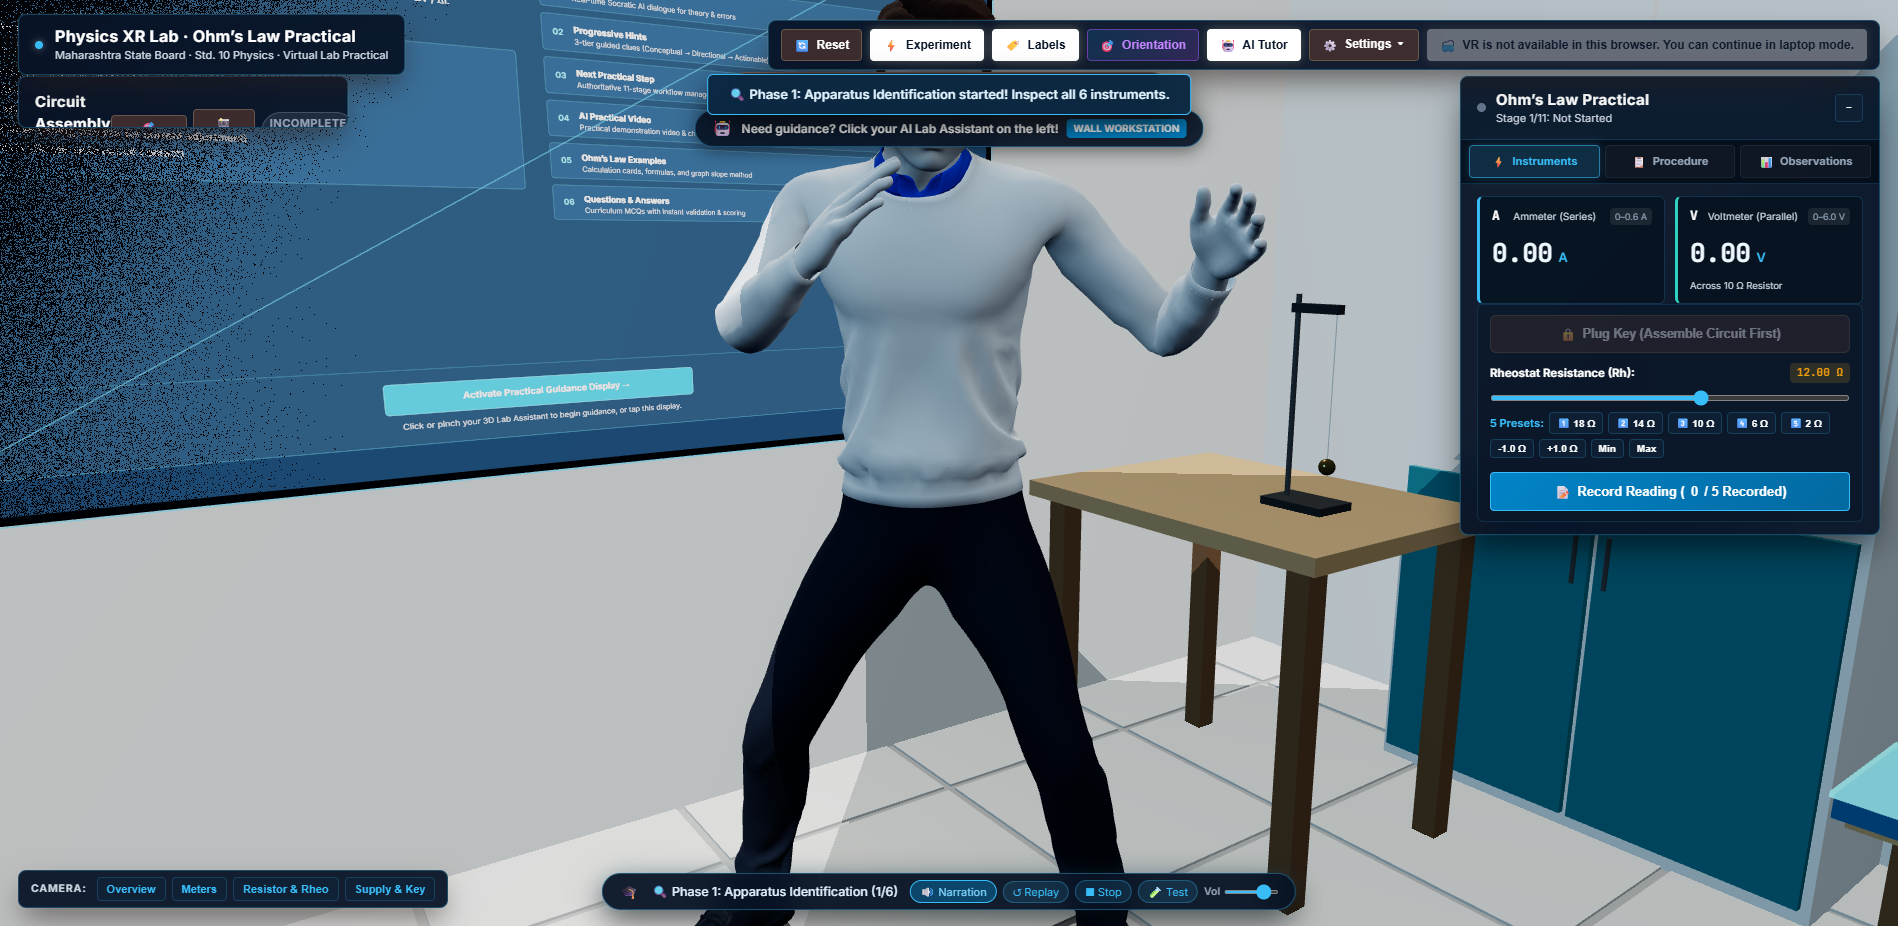 Physics XR Lab · Ohm's Law Practical
Maharashtra State Board · Std. 10 Physics · Virtual Lab Practical
Circuit
Assembly
INCOMPLETE
Reset
Experiment
Labels
Orientation
AI Tutor
Settings
VR is not available in this browser. You can continue in laptop mode.
Phase 1: Apparatus Identification started! Inspect all 6 instruments.
Need guidance? Click your AI Lab Assistant on the left! WALL WORKSTATION
Socratic AI dialogue for theory & errors
02 Progressive Hints
3-tier guided clues (Conceptual → Directional → Actionable)
03 Next Practical Step
Authoritative 11-stage workflow
04 AI Practical Video
Practical demonstration video &
05 Ohm's Law Examples
Calculation cards, formulas, and graph slope method
06 Questions & Answers
Curriculum MCQs with instant validation & scoring
Activate Practical Guidance Display →
Click or pinch your 3D Lab Assistant to begin guidance, or tap this display.
Ohm's Law Practical
Stage 1/11: Not Started
−
Instruments
Procedure
Observations
A Ammeter (Series) 0–0.6 A
0.00 A
V Voltmeter (Parallel) 0–6.0 V
0.00 V
Across 10 Ω Resistor
Plug Key (Assemble Circuit First)
Rheostat Resistance (Rh): 12.00 Ω
5 Presets: 1 18 Ω 2 14 Ω 3 10 Ω 4 6 Ω 5 2 Ω
-1.0 Ω +1.0 Ω Min Max
Record Reading ( 0 / 5 Recorded)
CAMERA: Overview Meters Resistor & Rheo Supply & Key
Phase 1: Apparatus Identification (1/6) Narration ↺ Replay Stop Test Vol